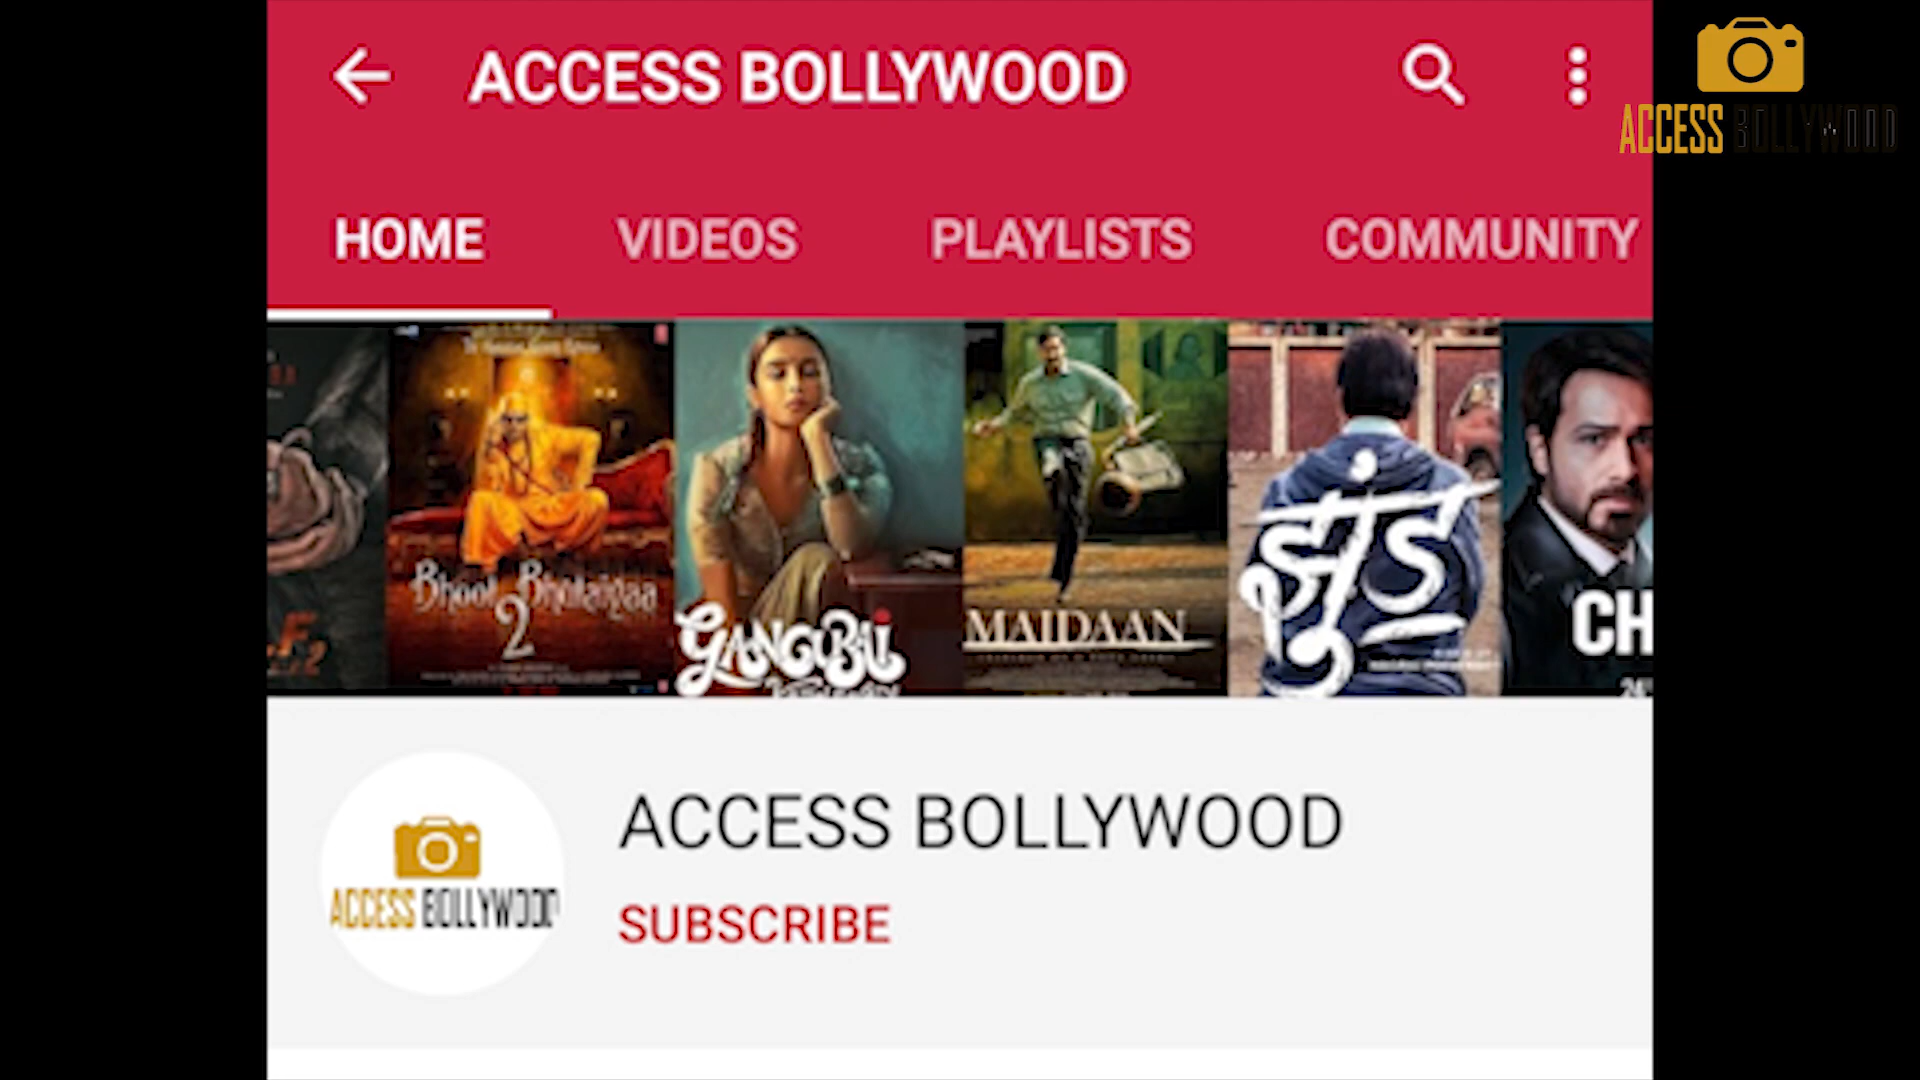 ACCESS BOLLYWOOD
ACCESS BOLLYWOOD
HOME VIDEOS PLAYLISTS COMMUNITY
Bhool Bhulaiyaa
2
GANGUBAI
MAIDAAN
झुंड
CH
ACCESS BOLLYWOOD
ACCESS BOLLYWOOD
SUBSCRIBE